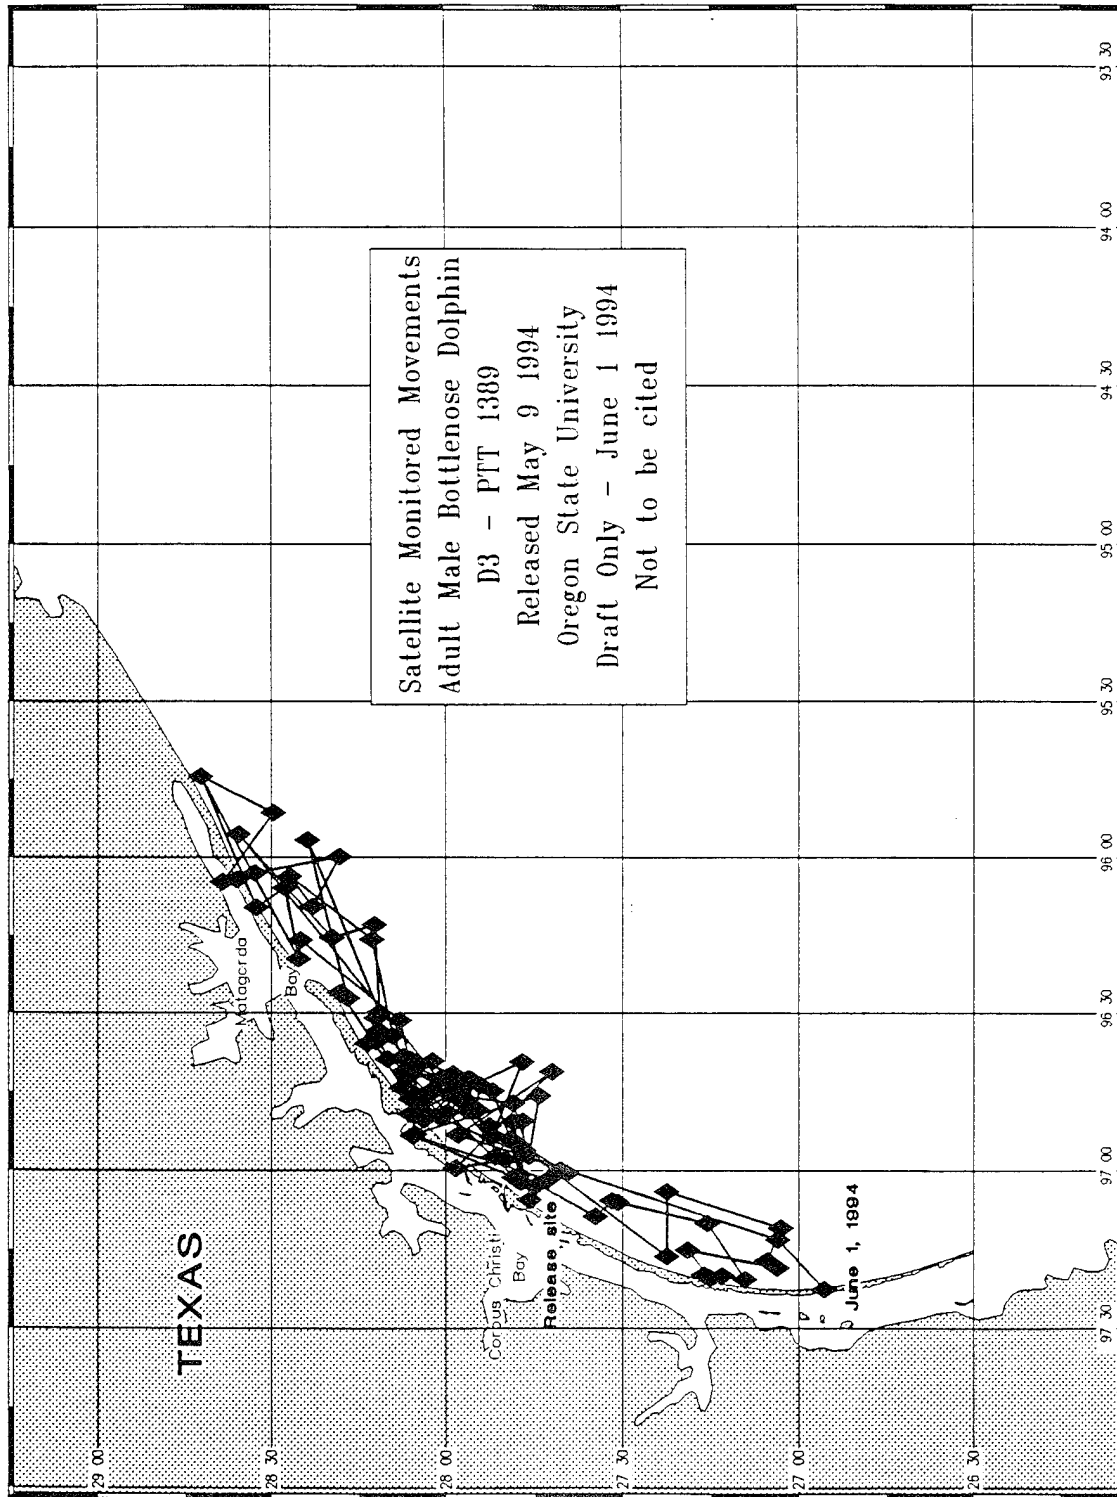 TEXAS
Satellite Monitored Movements
Adult Male Bottlenose Dolphin
D3 - PTT 1389
Released May 9 1994
Oregon State University
Draft Only - June 1 1994
Not to be cited
Matagorda
Bay
Corpus Christi
Bay
Release site
June 1, 1994
29 00
28 30
28 00
27 30
27 00
26 30
97 30
97 00
96 30
96 00
95 30
95 00
94 30
94 00
93 30